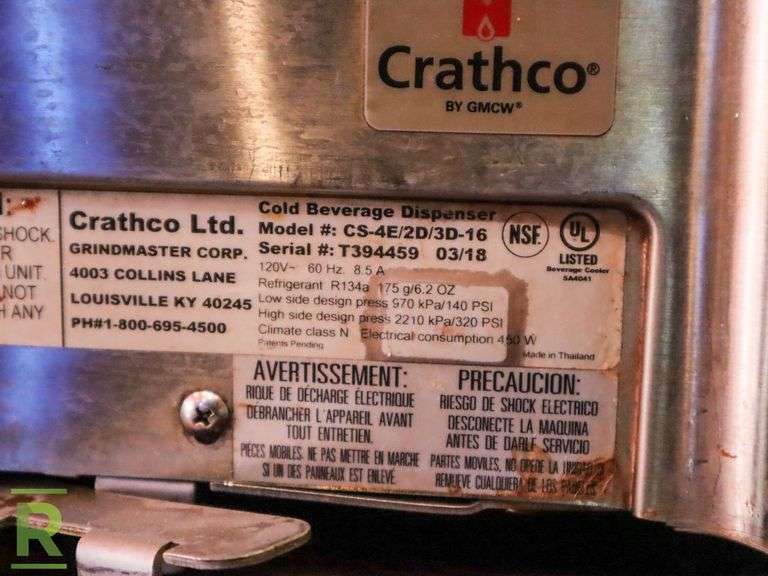 Crathco®
BY GMCW®
SHOCK.
UNIT.
NOT
ANY
Crathco Ltd.
GRINDMASTER CORP.
4003 COLLINS LANE
LOUISVILLE KY 40245
PH#1-800-695-4500
Cold Beverage Dispenser
Model #: CS-4E/2D/3D-16
Serial #: T394459 03/18
120V~ 60 Hz. 8.5 A
Refrigerant R134a 175 g/6.2 OZ
Low side design press 970 kPa/140 PSI
High side design press 2210 kPa/320 PSI
Climate class N Electrical consumption 450 W
Patents Pending
Made in Thailand
NSF.
UL
LISTED
Beverage Cooler
5A4041
AVERTISSEMENT:
RIQUE DE DÉCHARGE ÉLECTRIQUE
DÉBRANCHER L'APPAREIL AVANT
TOUT ENTRETIEN.
PIÈCES MOBILES. NE PAS METTRE EN MARCHE
SI UN DES PANNEAUX EST ENLEVÉ.
PRECAUCION:
RIESGO DE SHOCK ELECTRICO
DESCONECTE LA MAQUINA
ANTES DE DARLE SERVICIO
PARTES MOVILES, NO OPEDE LA UNIDAD
REMUEVE CUALQUIERA DE LOS
R